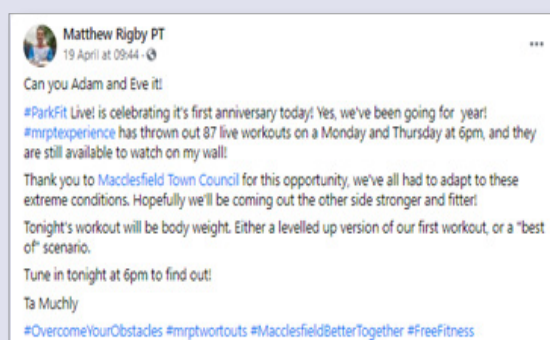 Matthew Rigby PT
19 April at 09:44 ·
Can you Adam and Eve it!
#ParkFit Live! is celebrating it's first anniversary today! Yes, we've been going for year!
#mrptexperience has thrown out 87 live workouts on a Monday and Thursday at 6pm, and they
are still available to watch on my wall!
Thank you to Macclesfield Town Council for this opportunity, we've all had to adapt to these
extreme conditions. Hopefully we'll be coming out the other side stronger and fitter!
Tonight's workout will be body weight. Either a levelled up version of our first workout, or a "best
of" scenario.
Tune in tonight at 6pm to find out!
Ta Muchly
#OvercomeYourObstacles #mrptwortouts #MacclesfieldBetterTogether #FreeFitness